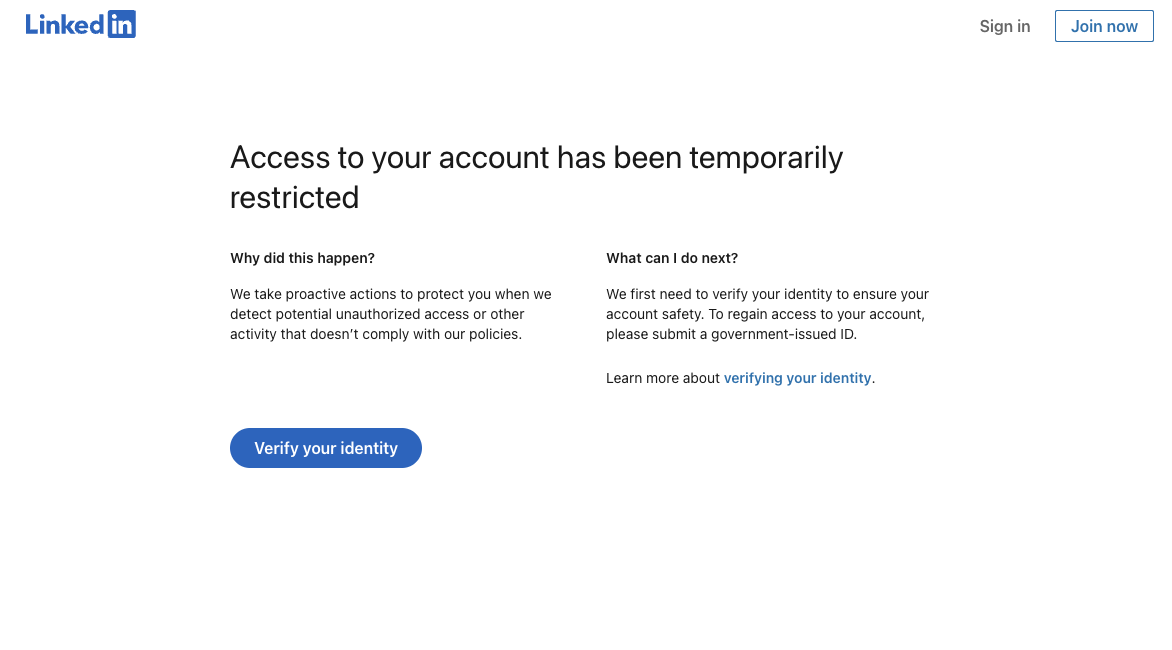 Linked in
Sign in
Join now
Access to your account has been temporarily
restricted
Why did this happen?
We take proactive actions to protect you when we
detect potential unauthorized access or other
activity that doesn’t comply with our policies.
What can I do next?
We first need to verify your identity to ensure your
account safety. To regain access to your account,
please submit a government-issued ID.
Learn more about verifying your identity.
Verify your identity